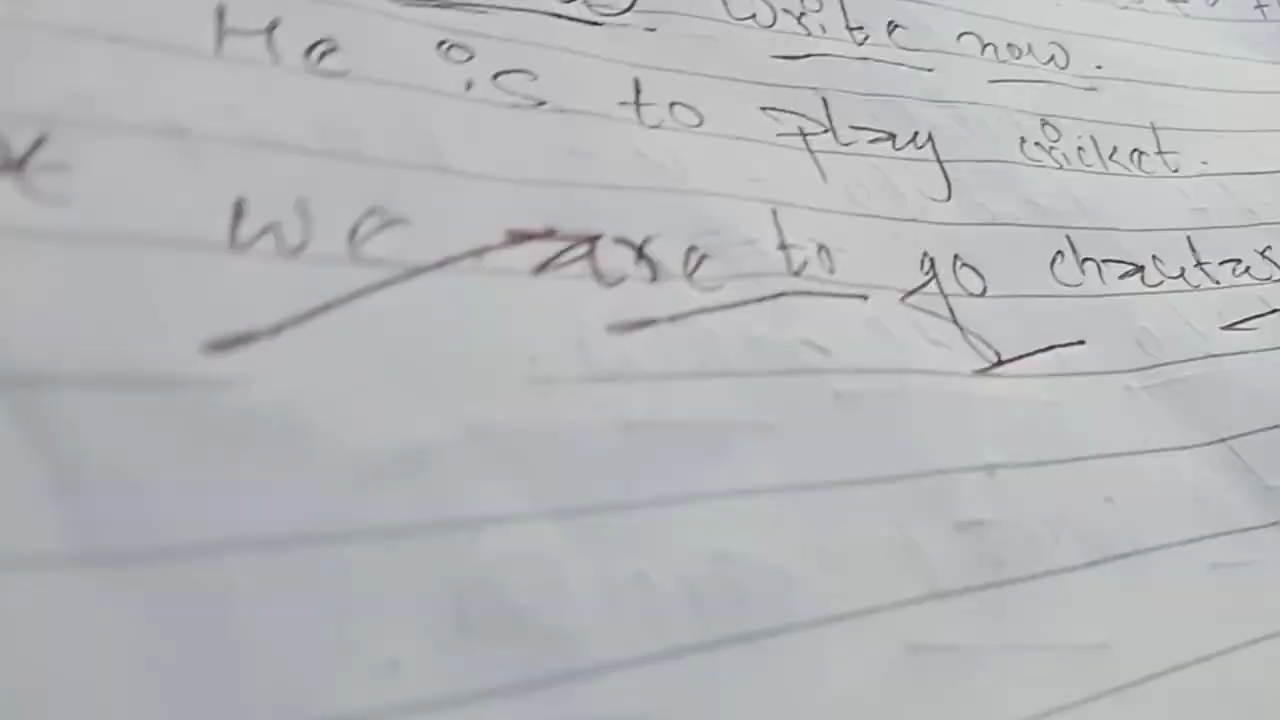 write now.
He is to play cricket.
we are to go